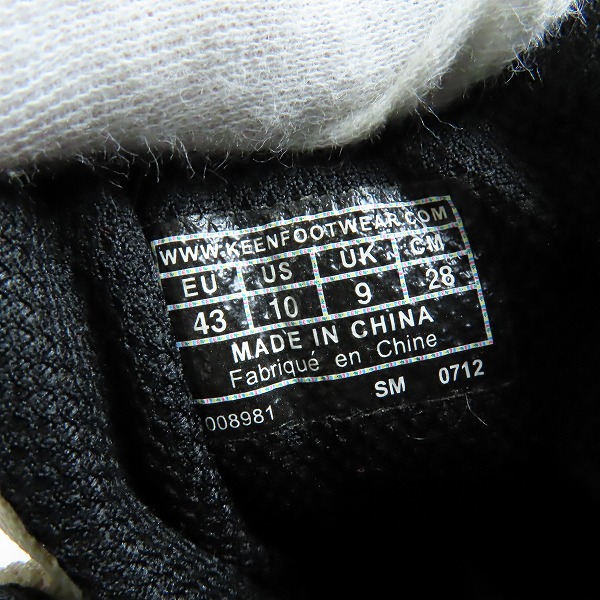 WWW.KEENFOOTWEAR.COM
EU US UK CM
43 10 9 28
MADE IN CHINA
Fabriqué en Chine
SM 0712
008981